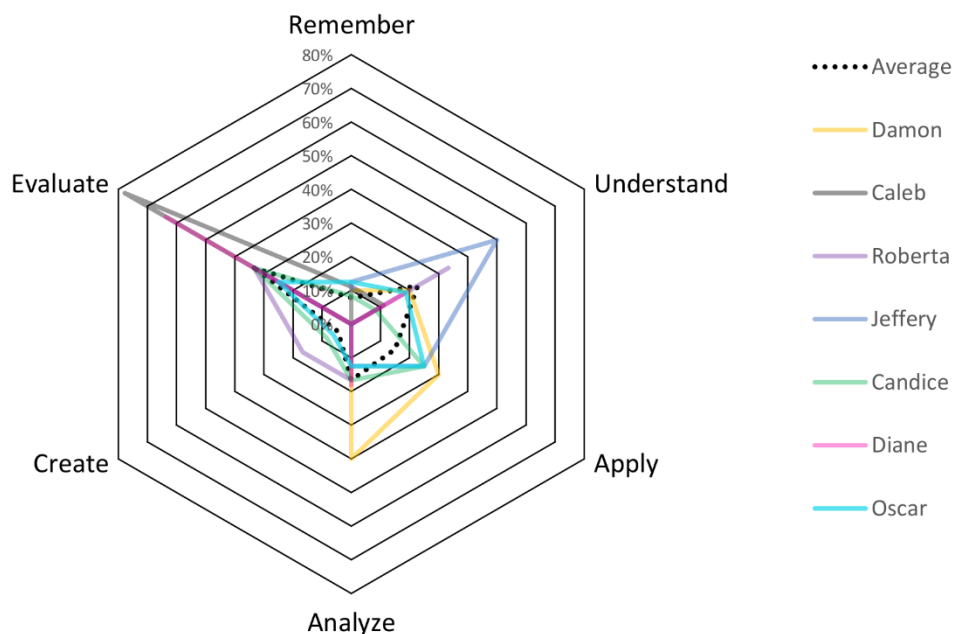 Remember
80%
70%
60%
50%
40%
30%
20%
10%
0%
Understand
Apply
Analyze
Create
Evaluate
Average
Damon
Caleb
Roberta
Jeffery
Candice
Diane
Oscar